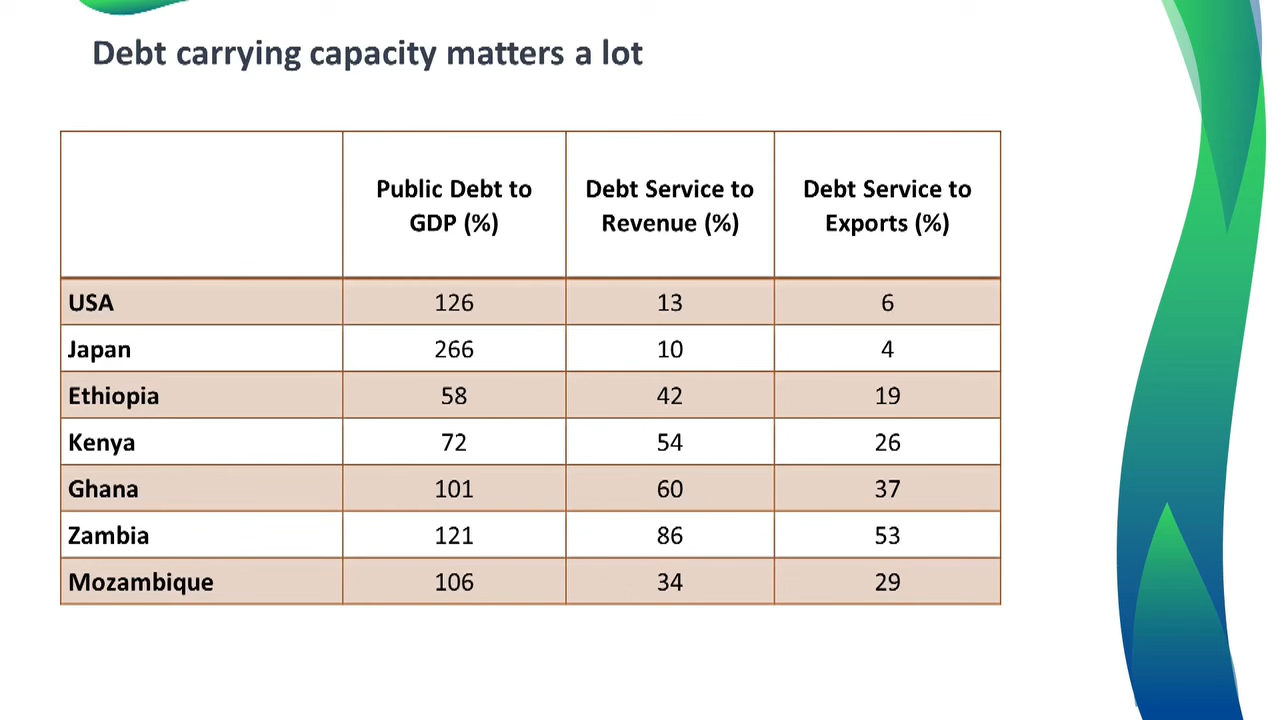 Debt carrying capacity matters a lot
Public Debt to GDP (%) Debt Service to Revenue (%) Debt Service to Exports (%)
USA 126 13 6
Japan 266 10 4
Ethiopia 58 42 19
Kenya 72 54 26
Ghana 101 60 37
Zambia 121 86 53
Mozambique 106 34 29